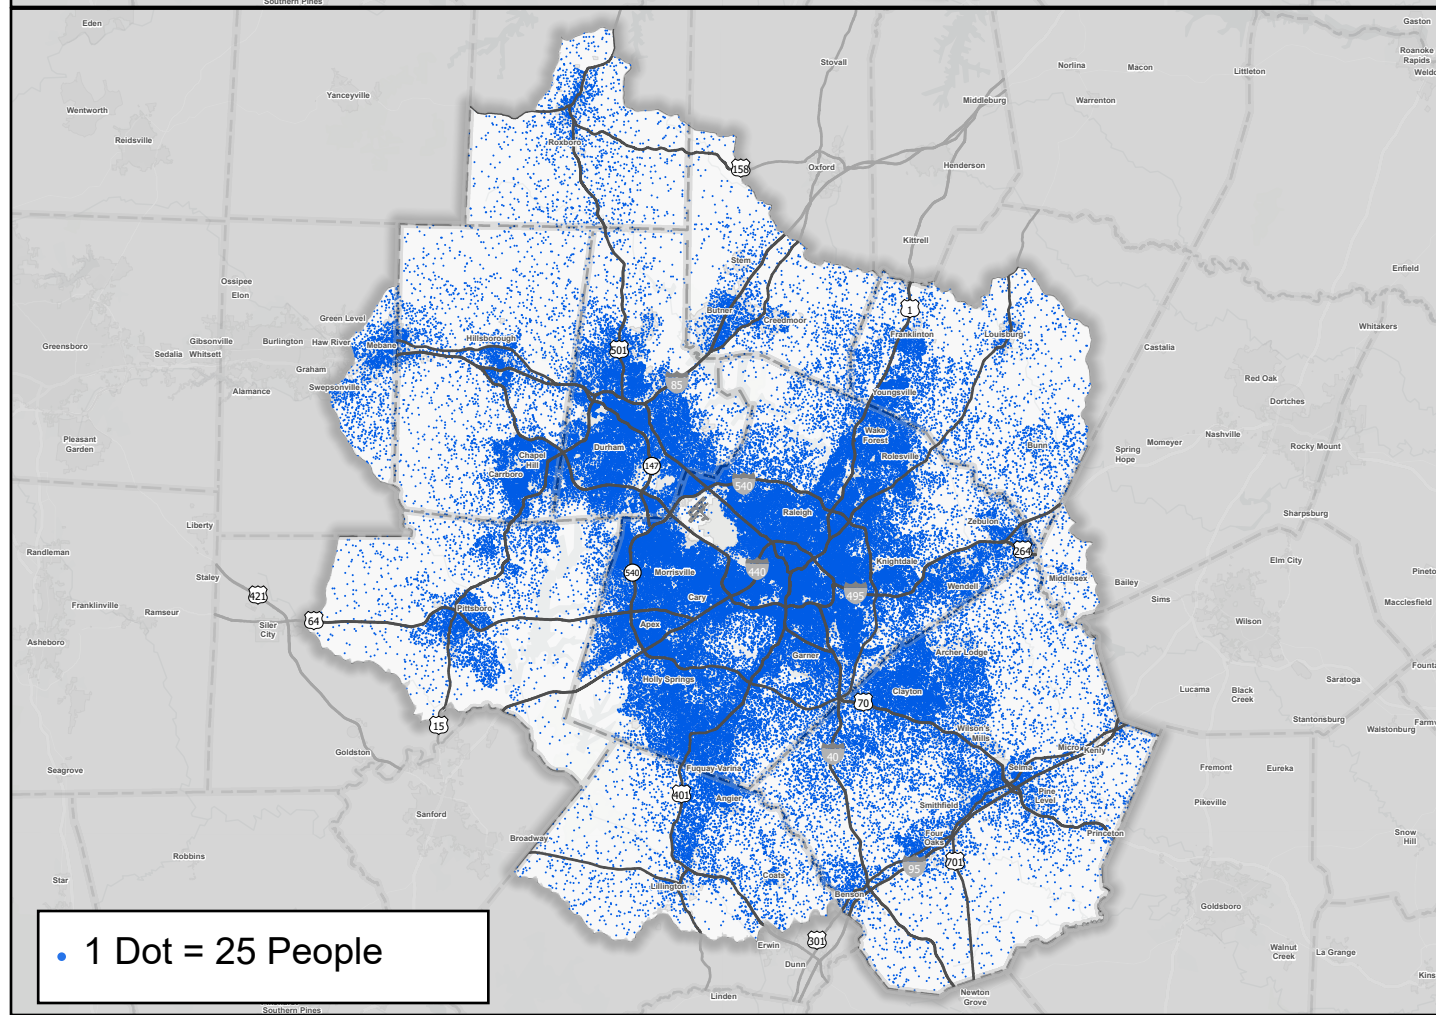 Southern Pines
Eden
Gaston
Stovall
Roanoke
Rapids
Norlina
Macon
Littleton
Yanceyville
Middleburg
Warrenton
Wentworth
Reidsville
Roxboro
158
Oxford
Henderson
Kittrell
Stem
Enfield
Ossipee
Elon
Green Level
Butner
Creedmoor
1
Franklinton
Louisburg
Whitakers
Greensboro
Gibsonville
Burlington
Haw River
Mebane
Hillsborough
501
Sedalia
Whitsett
Castalia
Graham
Swepsonville
Alamance
85
Youngsville
Red Oak
Dortches
Pleasant
Garden
Durham
Wake
Forest
Rolesville
Bunn
Spring
Hope
Momeyer
Nashville
Rocky Mount
Chapel
Hill
Carrboro
147
540
Raleigh
Zebulon
Sharpsburg
Liberty
Randleman
Staley
540
Morrisville
440
Knightdale
264
Elm City
Cary
495
Wendell
Middlesex
Bailey
Sims
Macclesfield
421
Franklinville
Ramseur
Siler
City
64
Pittsboro
Apex
Wilson
Asheboro
Garner
Archer Lodge
Holly Springs
Clayton
Lucama
Black
Creek
Saratoga
70
15
Stantonsburg
Walstonburg
Goldston
Wilson's
Mills
Micro
Kenly
40
Seagrove
Fuquay-Varina
Selma
Fremont
Eureka
401
Angier
Pine
Level
Smithfield
Pikeville
Sanford
Broadway
Four
Oaks
701
Princeton
Snow
Hill
Robbins
95
Star
Coats
Lillington
Benson
Goldsboro
1 Dot = 25 People
301
Erwin
Dunn
Walnut
Creek
La Grange
Linden
Newton
Grove
Southern Pines